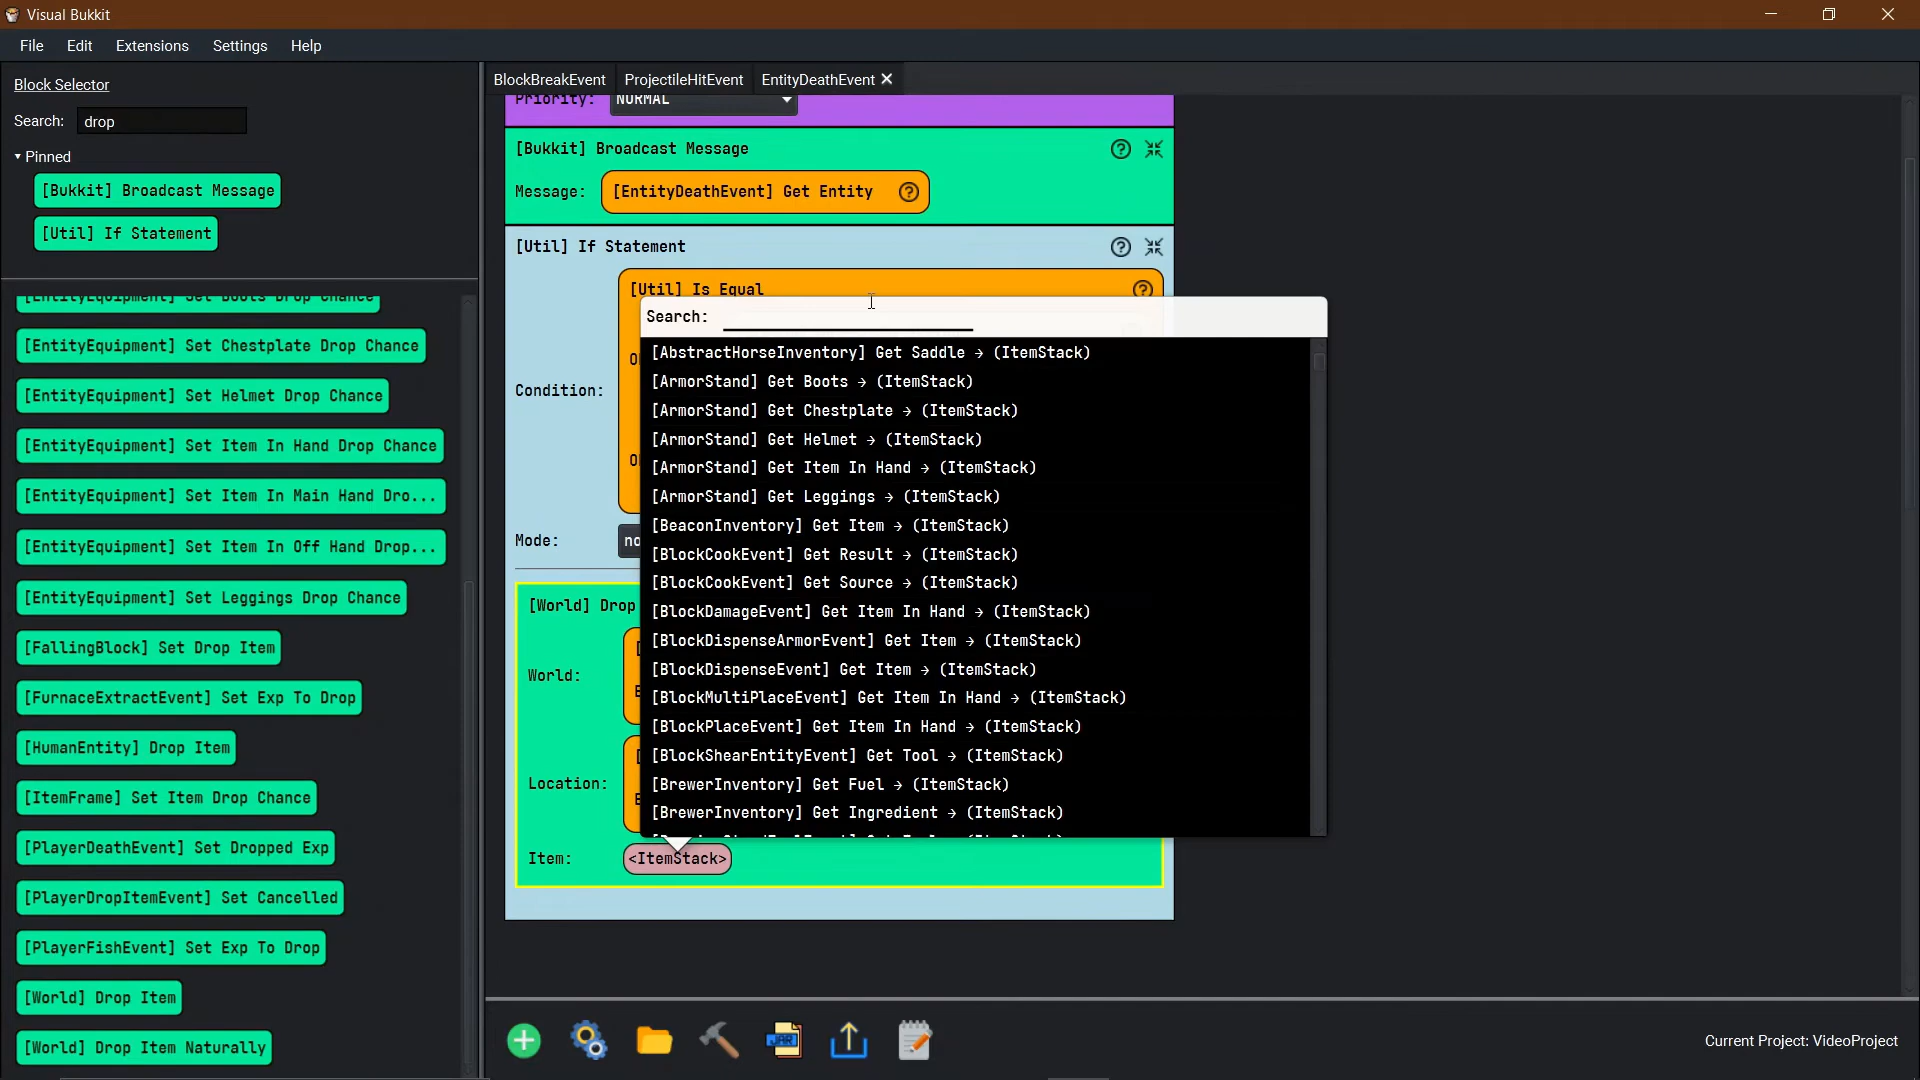 Visual Bukkit
File Edit Extensions Settings Help
Block Selector
Search: drop
Pinned
[Bukkit] Broadcast Message
[Util] If Statement
[EntityEquipment] Set Boots Drop Chance
[EntityEquipment] Set Chestplate Drop Chance
[EntityEquipment] Set Helmet Drop Chance
[EntityEquipment] Set Item In Hand Drop Chance
[EntityEquipment] Set Item In Main Hand Dro...
[EntityEquipment] Set Item In Off Hand Drop...
[EntityEquipment] Set Leggings Drop Chance
[FallingBlock] Set Drop Item
[FurnaceExtractEvent] Set Exp To Drop
[HumanEntity] Drop Item
[ItemFrame] Set Item Drop Chance
[PlayerDeathEvent] Set Dropped Exp
[PlayerDropItemEvent] Set Cancelled
[PlayerFishEvent] Set Exp To Drop
[World] Drop Item
[World] Drop Item Naturally
BlockBreakEvent ProjectileHitEvent EntityDeathEvent
Priority: NORMAL
[Bukkit] Broadcast Message
Message: [EntityDeathEvent] Get Entity
[Util] If Statement
[Util] Is Equal
Condition:
Mode: no
[World] Drop
World:
Location:
Item: <ItemStack>
Search:
[AbstractHorseInventory] Get Saddle → (ItemStack)
[ArmorStand] Get Boots → (ItemStack)
[ArmorStand] Get Chestplate → (ItemStack)
[ArmorStand] Get Helmet → (ItemStack)
[ArmorStand] Get Item In Hand → (ItemStack)
[ArmorStand] Get Leggings → (ItemStack)
[BeaconInventory] Get Item → (ItemStack)
[BlockCookEvent] Get Result → (ItemStack)
[BlockCookEvent] Get Source → (ItemStack)
[BlockDamageEvent] Get Item In Hand → (ItemStack)
[BlockDispenseArmorEvent] Get Item → (ItemStack)
[BlockDispenseEvent] Get Item → (ItemStack)
[BlockMultiPlaceEvent] Get Item In Hand → (ItemStack)
[BlockPlaceEvent] Get Item In Hand → (ItemStack)
[BlockShearEntityEvent] Get Tool → (ItemStack)
[BrewerInventory] Get Fuel → (ItemStack)
[BrewerInventory] Get Ingredient → (ItemStack)
JAR
Current Project: VideoProject